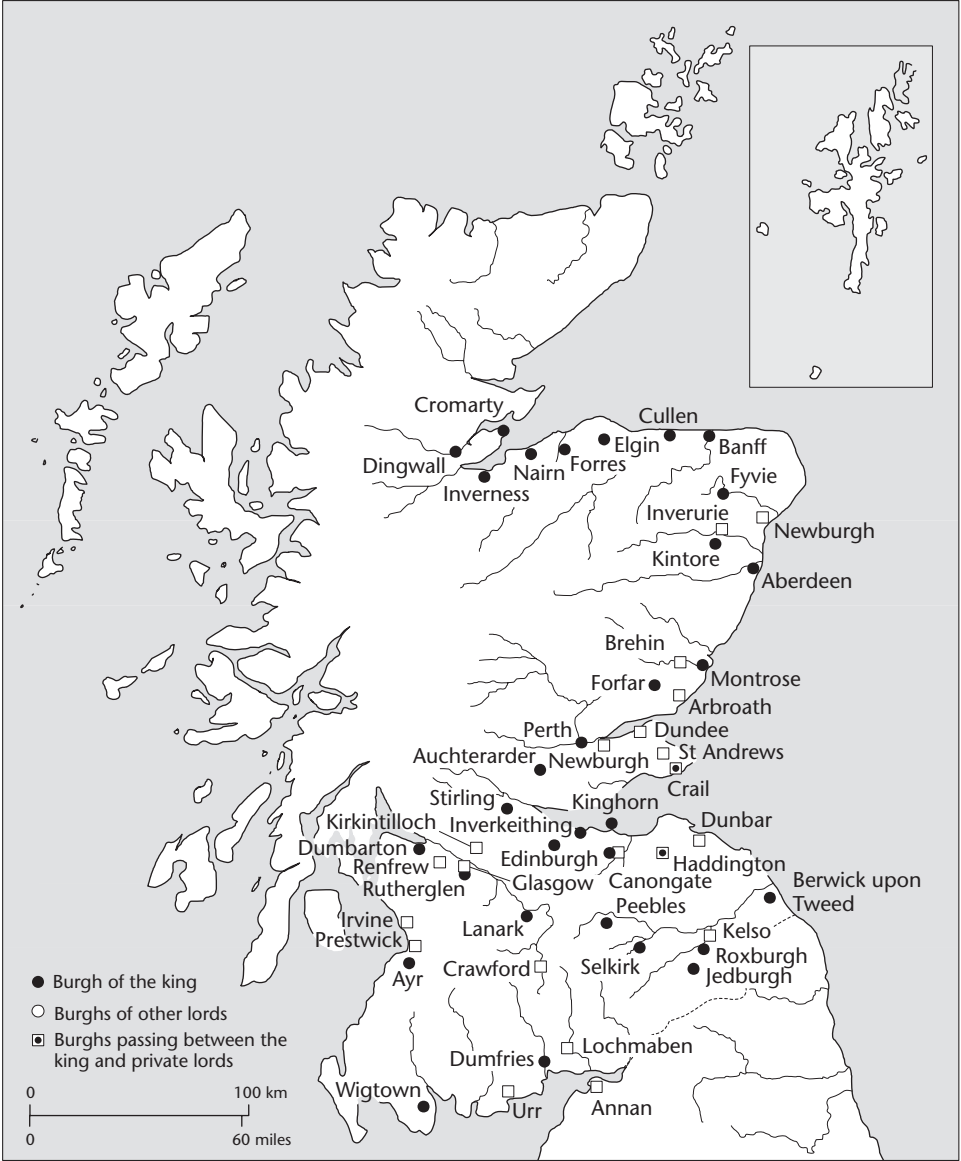 Cromarty
Cullen
Elgin
Banff
Dingwall
Nairn
Forres
Inverness
Fyvie
Inverurie
Newburgh
Kintore
Aberdeen
Brehin
Forfar
Montrose
Arbroath
Perth
Dundee
Auchterarder
Newburgh
St Andrews
Crail
Stirling
Kinghorn
Kirkintilloch
Inverkeithing
Dunbar
Dumbarton
Renfrew
Edinburgh
Haddington
Rutherglen
Glasgow
Canongate
Berwick upon
Tweed
Peebles
Irvine
Prestwick
Lanark
Kelso
Roxburgh
Ayr
Crawford
Selkirk
Jedburgh
Burgh of the king
Burghs of other lords
Burghs passing between the
king and private lords
Lochmaben
Dumfries
0 100 km
Wigtown
Urr
Annan
0 60 miles